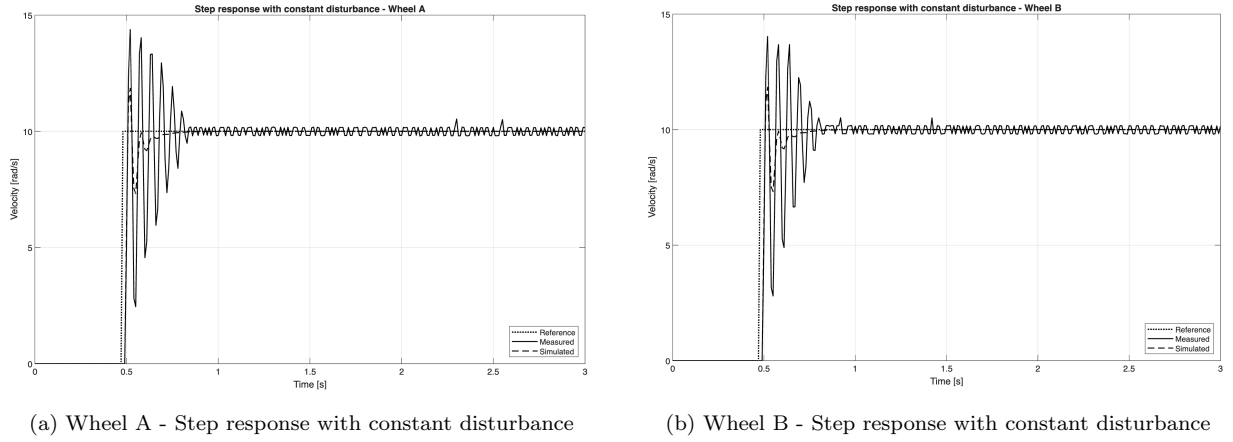 Step response with constant disturbance - Wheel A
15
10
5
0
Velocity [rad/s]
0 0.5 1 1.5 2 2.5 3
Time [s]
Reference
Measured
Simulated
(a) Wheel A - Step response with constant disturbance
Step response with constant disturbance - Wheel B
15
10
5
0
Velocity [rad/s]
0 0.5 1 1.5 2 2.5 3
Time [s]
Reference
Measured
Simulated
(b) Wheel B - Step response with constant disturbance